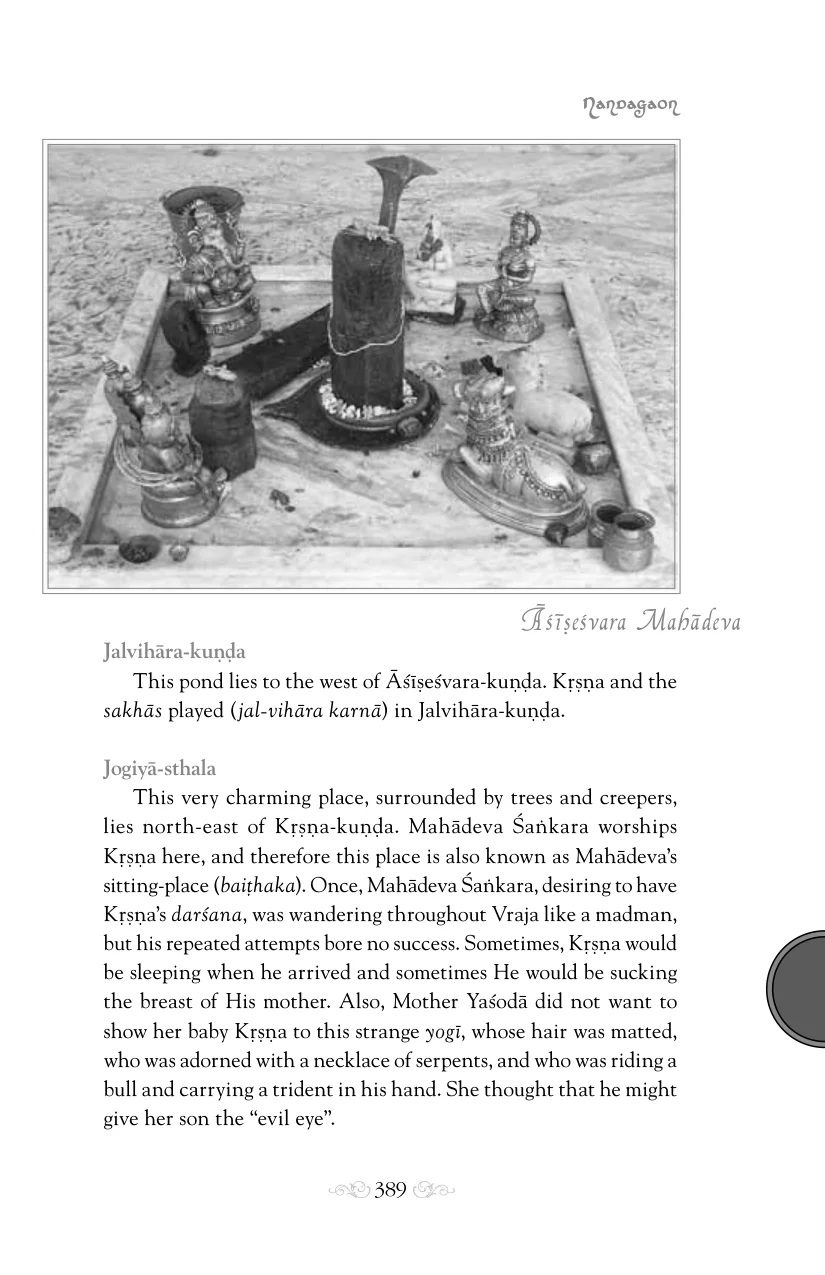 Nandagaon
Āśīṣeśvara Mahādeva
Jalvihāra-kuṇḍa
This pond lies to the west of Āśīṣeśvara-kuṇḍa. Kṛṣṇa and the
sakhās played (jal-vihāra karnā) in Jalvihāra-kuṇḍa.
Jogiyā-sthala
This very charming place, surrounded by trees and creepers,
lies north-east of Kṛṣṇa-kuṇḍa. Mahādeva Śaṅkara worships
Kṛṣṇa here, and therefore this place is also known as Mahādeva’s
sitting-place (baiṭhaka). Once, Mahādeva Śaṅkara, desiring to have
Kṛṣṇa’s darśana, was wandering throughout Vraja like a madman,
but his repeated attempts bore no success. Sometimes, Kṛṣṇa would
be sleeping when he arrived and sometimes He would be sucking
the breast of His mother. Also, Mother Yaśodā did not want to
show her baby Kṛṣṇa to this strange yogī, whose hair was matted,
who was adorned with a necklace of serpents, and who was riding a
bull and carrying a trident in his hand. She thought that he might
give her son the “evil eye”.
389